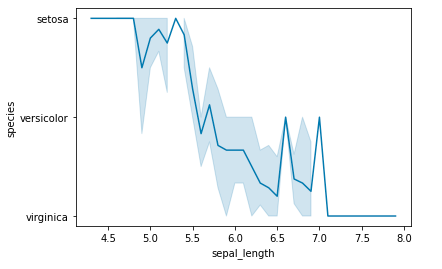 setosa
versicolor
virginica
species
4.5 5.0 5.5 6.0 6.5 7.0 7.5 8.0
sepal_length